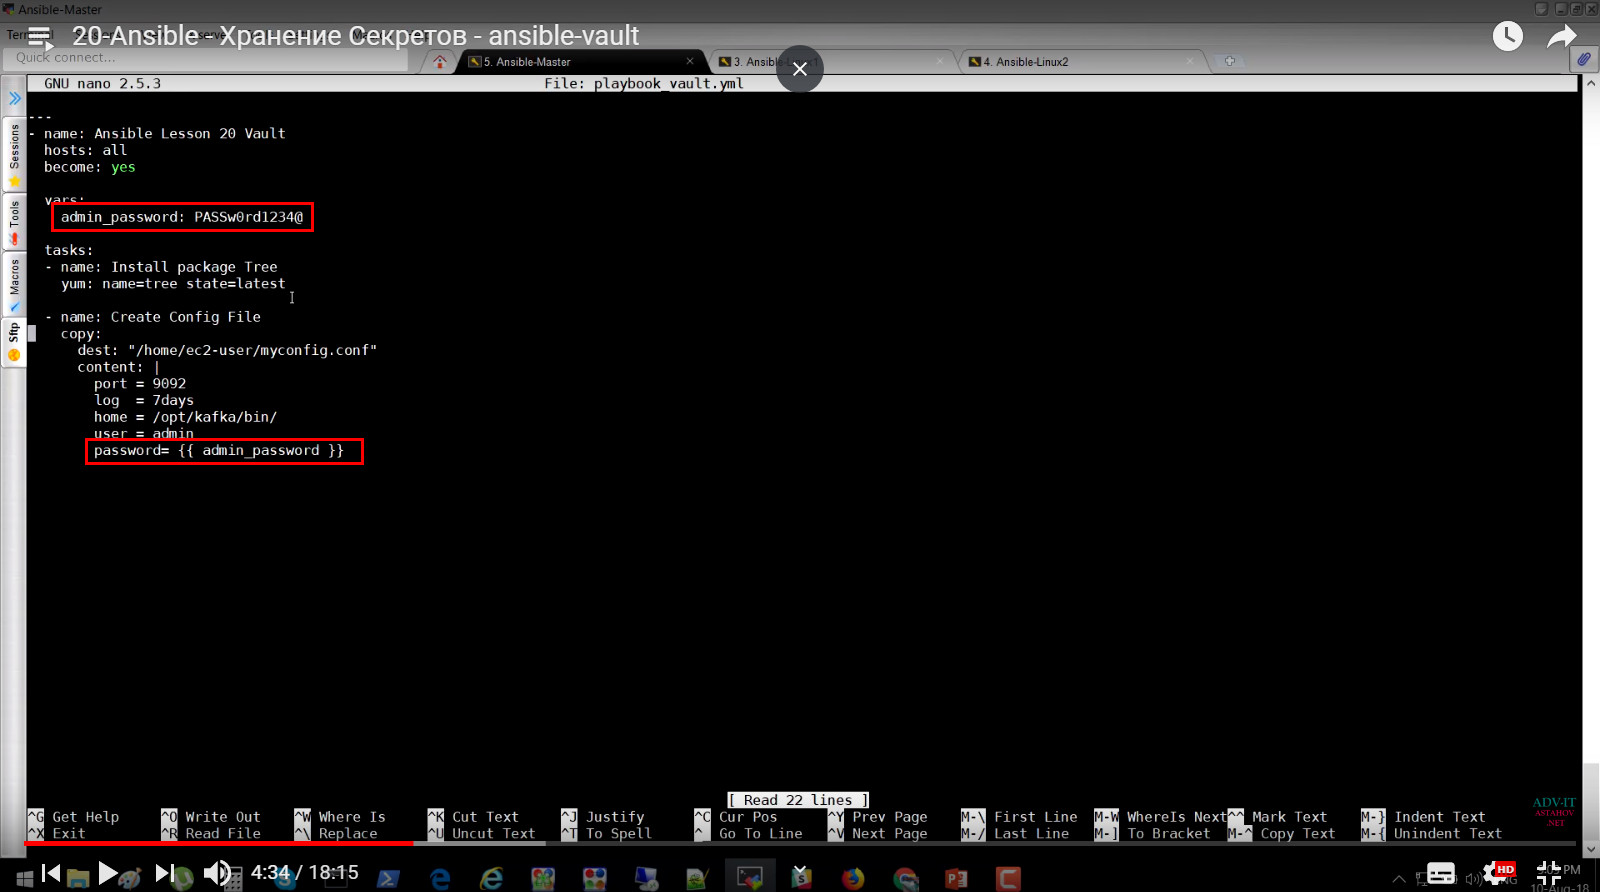 Ansible-Master
20-Ansible - Хранение Секретов - ansible-vault
Quick connect...
5. Ansible-Master
4. Ansible-Linux2
GNU nano 2.5.3 File: playbook_vault.yml
---
- name: Ansible Lesson 20 Vault
hosts: all
become: yes
vars:
admin_password: PASSw0rd1234@
tasks:
- name: Install package Tree
yum: name=tree state=latest
- name: Create Config File
copy:
dest: "/home/ec2-user/myconfig.conf"
content: |
port = 9092
log = 7days
home = /opt/kafka/bin/
user = admin
password= {{ admin_password }}
Sessions
Tools
Macros
Sftp
[ Read 22 lines ]
^G Get Help ^O Write Out ^W Where Is ^K Cut Text ^J Justify ^C Cur Pos ^Y Prev Page M-\ First Line M-W WhereIs Next ^^ Mark Text M-} Indent Text
^X Exit ^R Read File ^\ Replace ^U Uncut Text ^T To Spell ^_ Go To Line ^V Next Page M-/ Last Line M-] To Bracket M-^ Copy Text M-{ Unindent Text
ADV-IT
ASTAHOV
.NET
4:34 / 18:15
HD
10-Aug-18